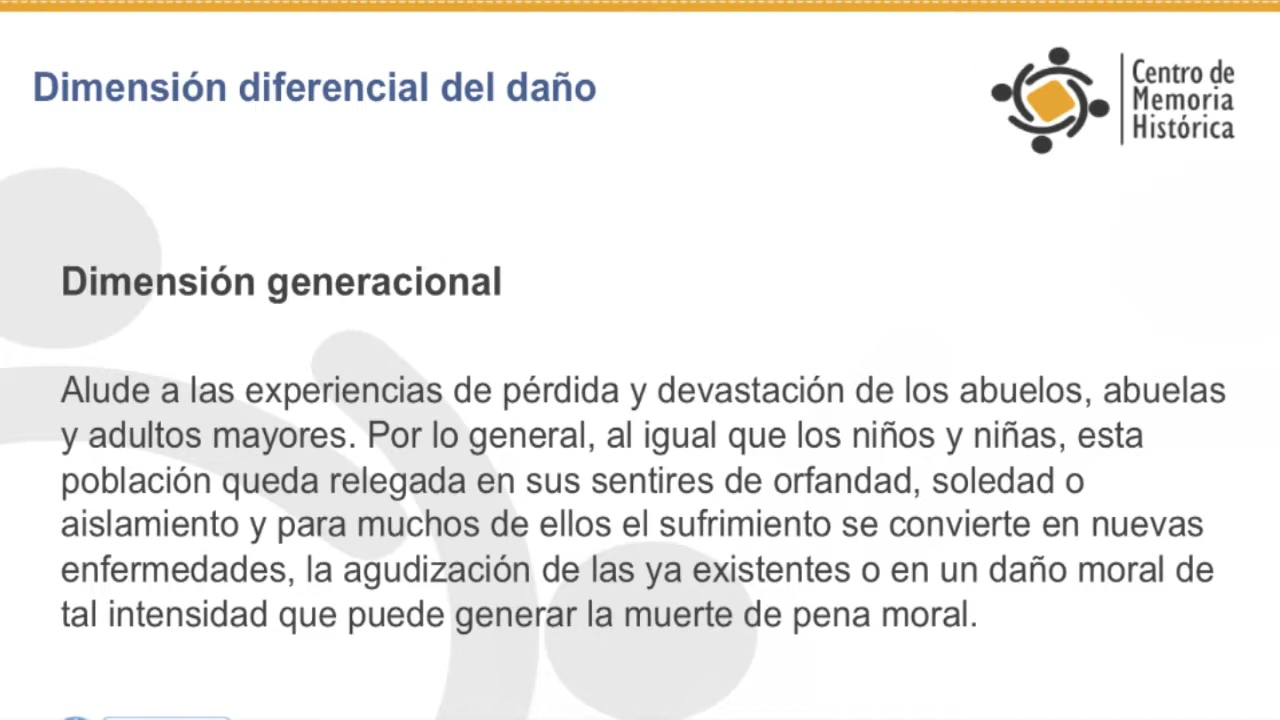 Dimensión diferencial del daño
Centro de
Memoria
Histórica
Dimensión generacional
Alude a las experiencias de pérdida y devastación de los abuelos, abuelas
y adultos mayores. Por lo general, al igual que los niños y niñas, esta
población queda relegada en sus sentires de orfandad, soledad o
aislamiento y para muchos de ellos el sufrimiento se convierte en nuevas
enfermedades, la agudización de las ya existentes o en un daño moral de
tal intensidad que puede generar la muerte de pena moral.